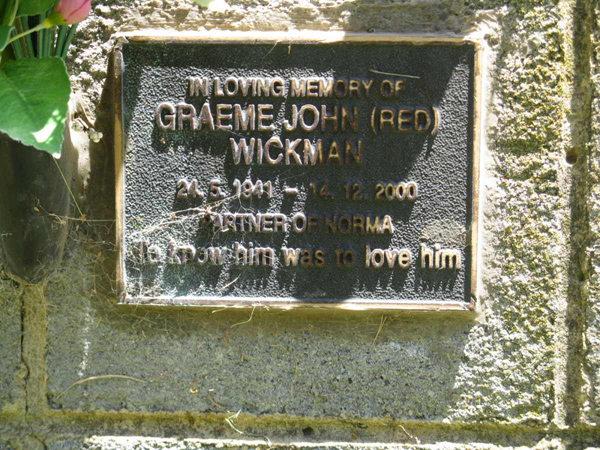 IN LOVING MEMORY OF
GRAEME JOHN (RED)
WICKMAN
24. 5. 1941 – 14. 12. 2000
PARTNER OF NORMA
To know him was to love him